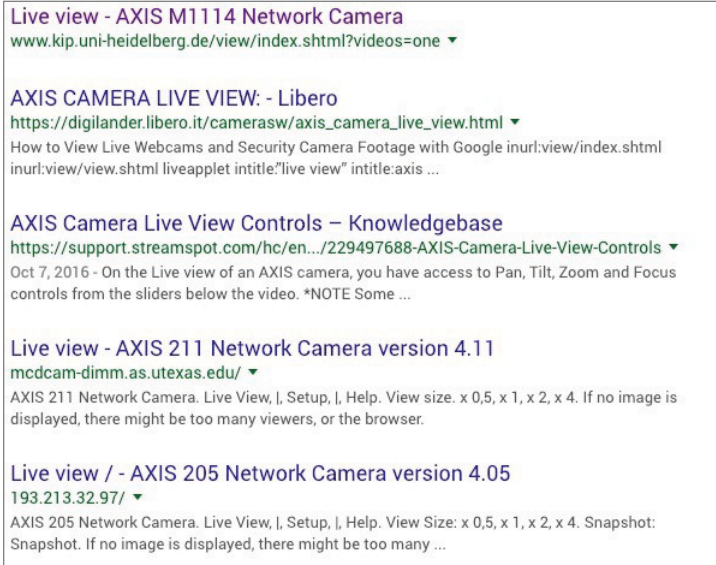 Live view - AXIS M1114 Network Camera
www.kip.uni-heidelberg.de/view/index.shtml?videos=one
AXIS CAMERA LIVE VIEW: - Libero
https://digilander.libero.it/camerasw/axis_camera_live_view.html
How to View Live Webcams and Security Camera Footage with Google inurl:view/index.shtml
inurl:view/view.shtml liveapplet intitle:"live view” intitle:axis ...
AXIS Camera Live View Controls – Knowledgebase
https://support.streamspot.com/hc/en.../229497688-AXIS-Camera-Live-View-Controls
Oct 7, 2016 - On the Live view of an AXIS camera, you have access to Pan, Tilt, Zoom and Focus
controls from the sliders below the video. *NOTE Some ...
Live view - AXIS 211 Network Camera version 4.11
mcdcam-dimm.as.utexas.edu/
AXIS 211 Network Camera. Live View, |, Setup, |, Help. View size. x 0,5, x 1, x 2, x 4. If no image is
displayed, there might be too many viewers, or the browser.
Live view / - AXIS 205 Network Camera version 4.05
193.213.32.97/
AXIS 205 Network Camera. Live View, |, Setup, |, Help. View Size: x 0,5, x 1, x 2, x 4. Snapshot:
Snapshot. If no image is displayed, there might be too many ...